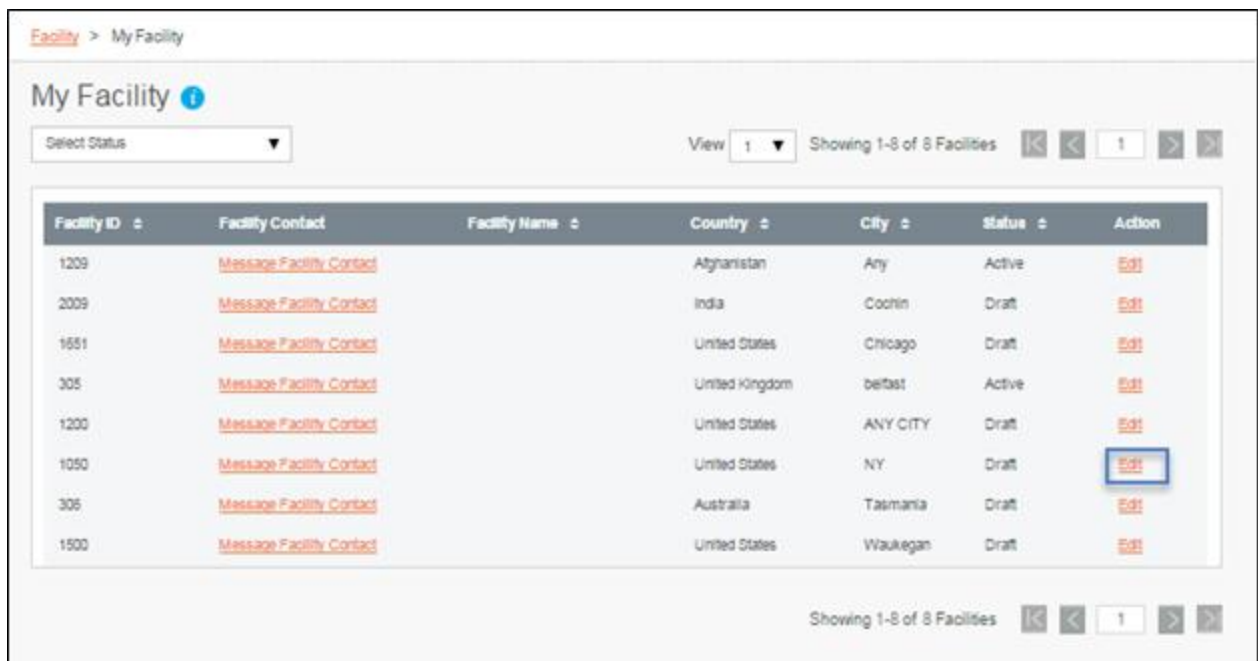 Facility > My Facility
My Facility i
Select Status View 1 Showing 1-8 of 8 Facilities 1
Facility ID Facility Contact Facility Name Country City Status Action
1209 Message Facility Contact Afghanistan Any Active Edit
2009 Message Facility Contact India Cochin Draft Edit
1651 Message Facility Contact United States Chicago Draft Edit
305 Message Facility Contact United Kingdom belfast Active Edit
1200 Message Facility Contact United States ANY CITY Draft Edit
1050 Message Facility Contact United States NY Draft Edit
306 Message Facility Contact Australia Tasmania Draft Edit
1500 Message Facility Contact United States Waukegan Draft Edit
Showing 1-8 of 8 Facilities 1